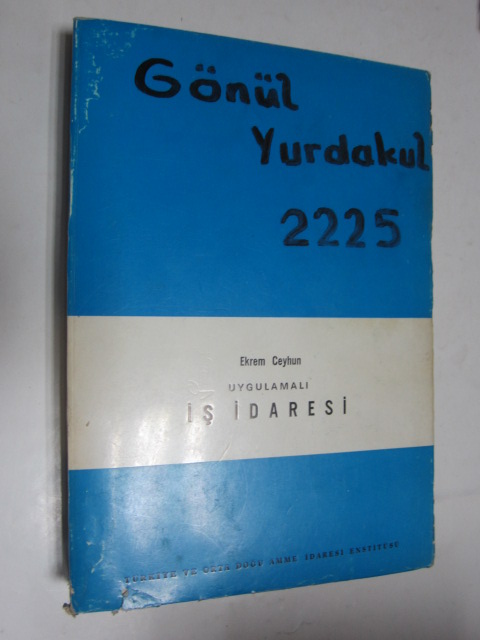 Gönül
Yurdakul
2225
Ekrem Ceyhun
UYGULAMALI
İŞ İDARESİ
TÜRKİYE VE ORTA DOĞU AMME İDARESİ ENSTİTÜSÜ